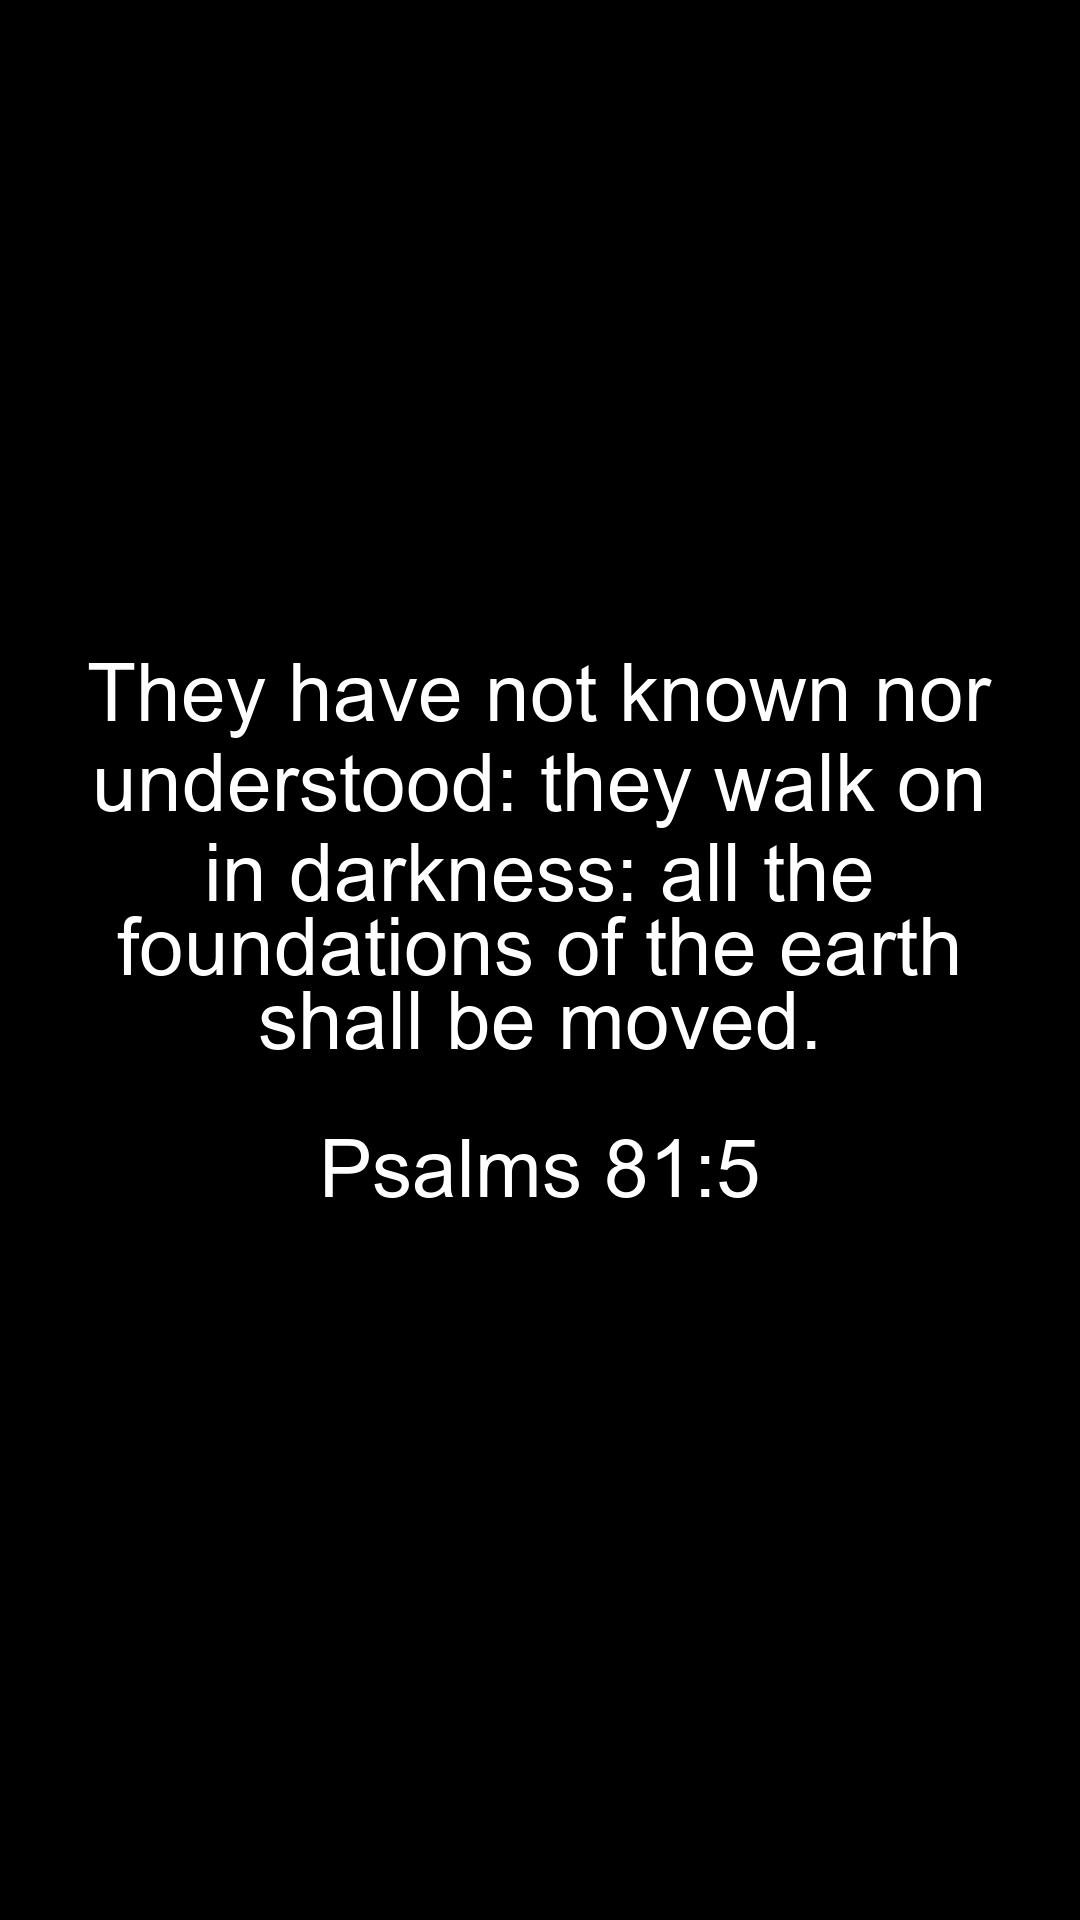 They have not known nor
understood: they walk on
in darkness: all the
foundations of the earth
shall be moved.
Psalms 81:5